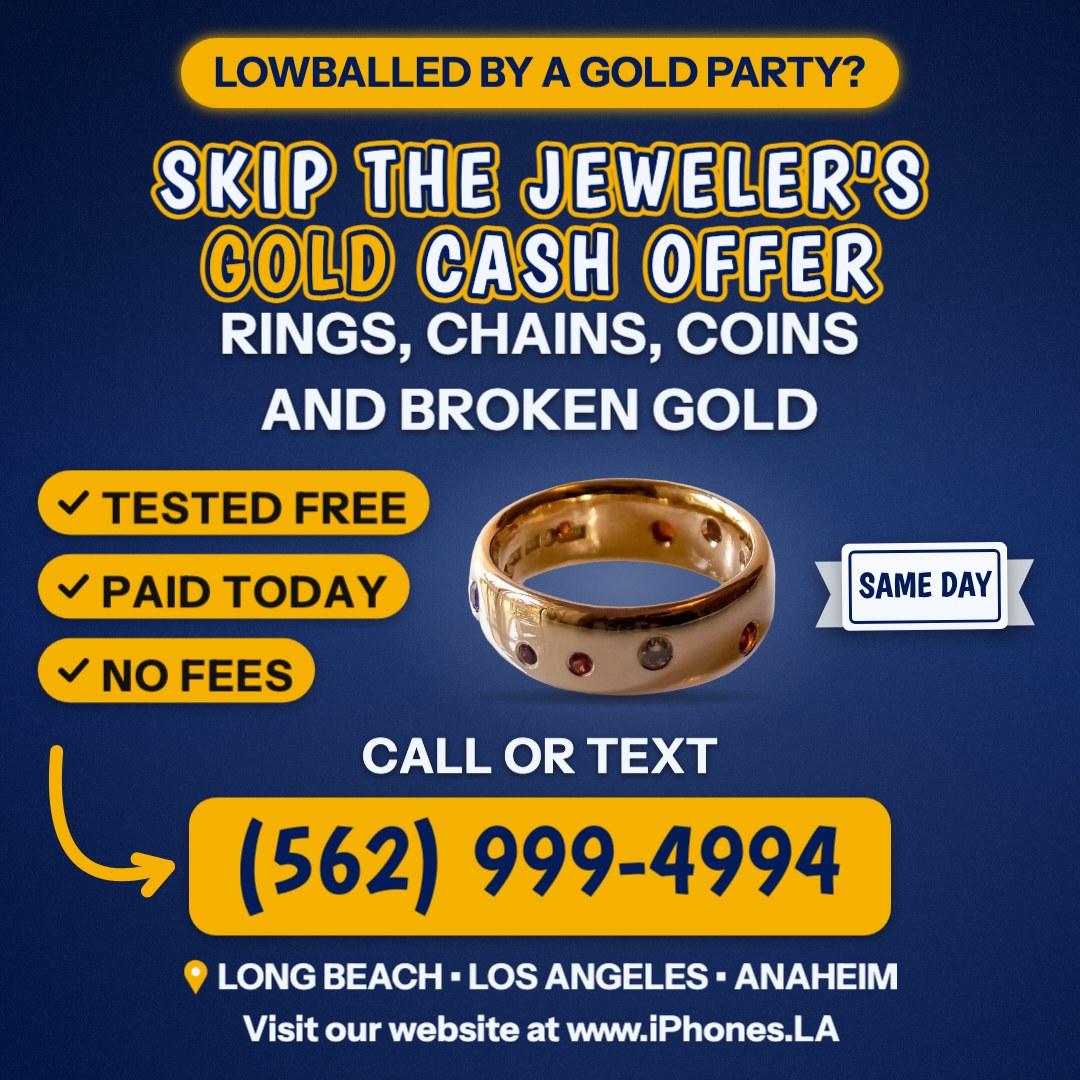 LOWBALLED BY A GOLD PARTY?
SKIP THE JEWELER'S
GOLD CASH OFFER
RINGS, CHAINS, COINS
AND BROKEN GOLD
✓ TESTED FREE
✓ PAID TODAY
✓ NO FEES
SAME DAY
CALL OR TEXT
(562) 999-4994
LONG BEACH ▪ LOS ANGELES ▪ ANAHEIM
Visit our website at www.iPhones.LA